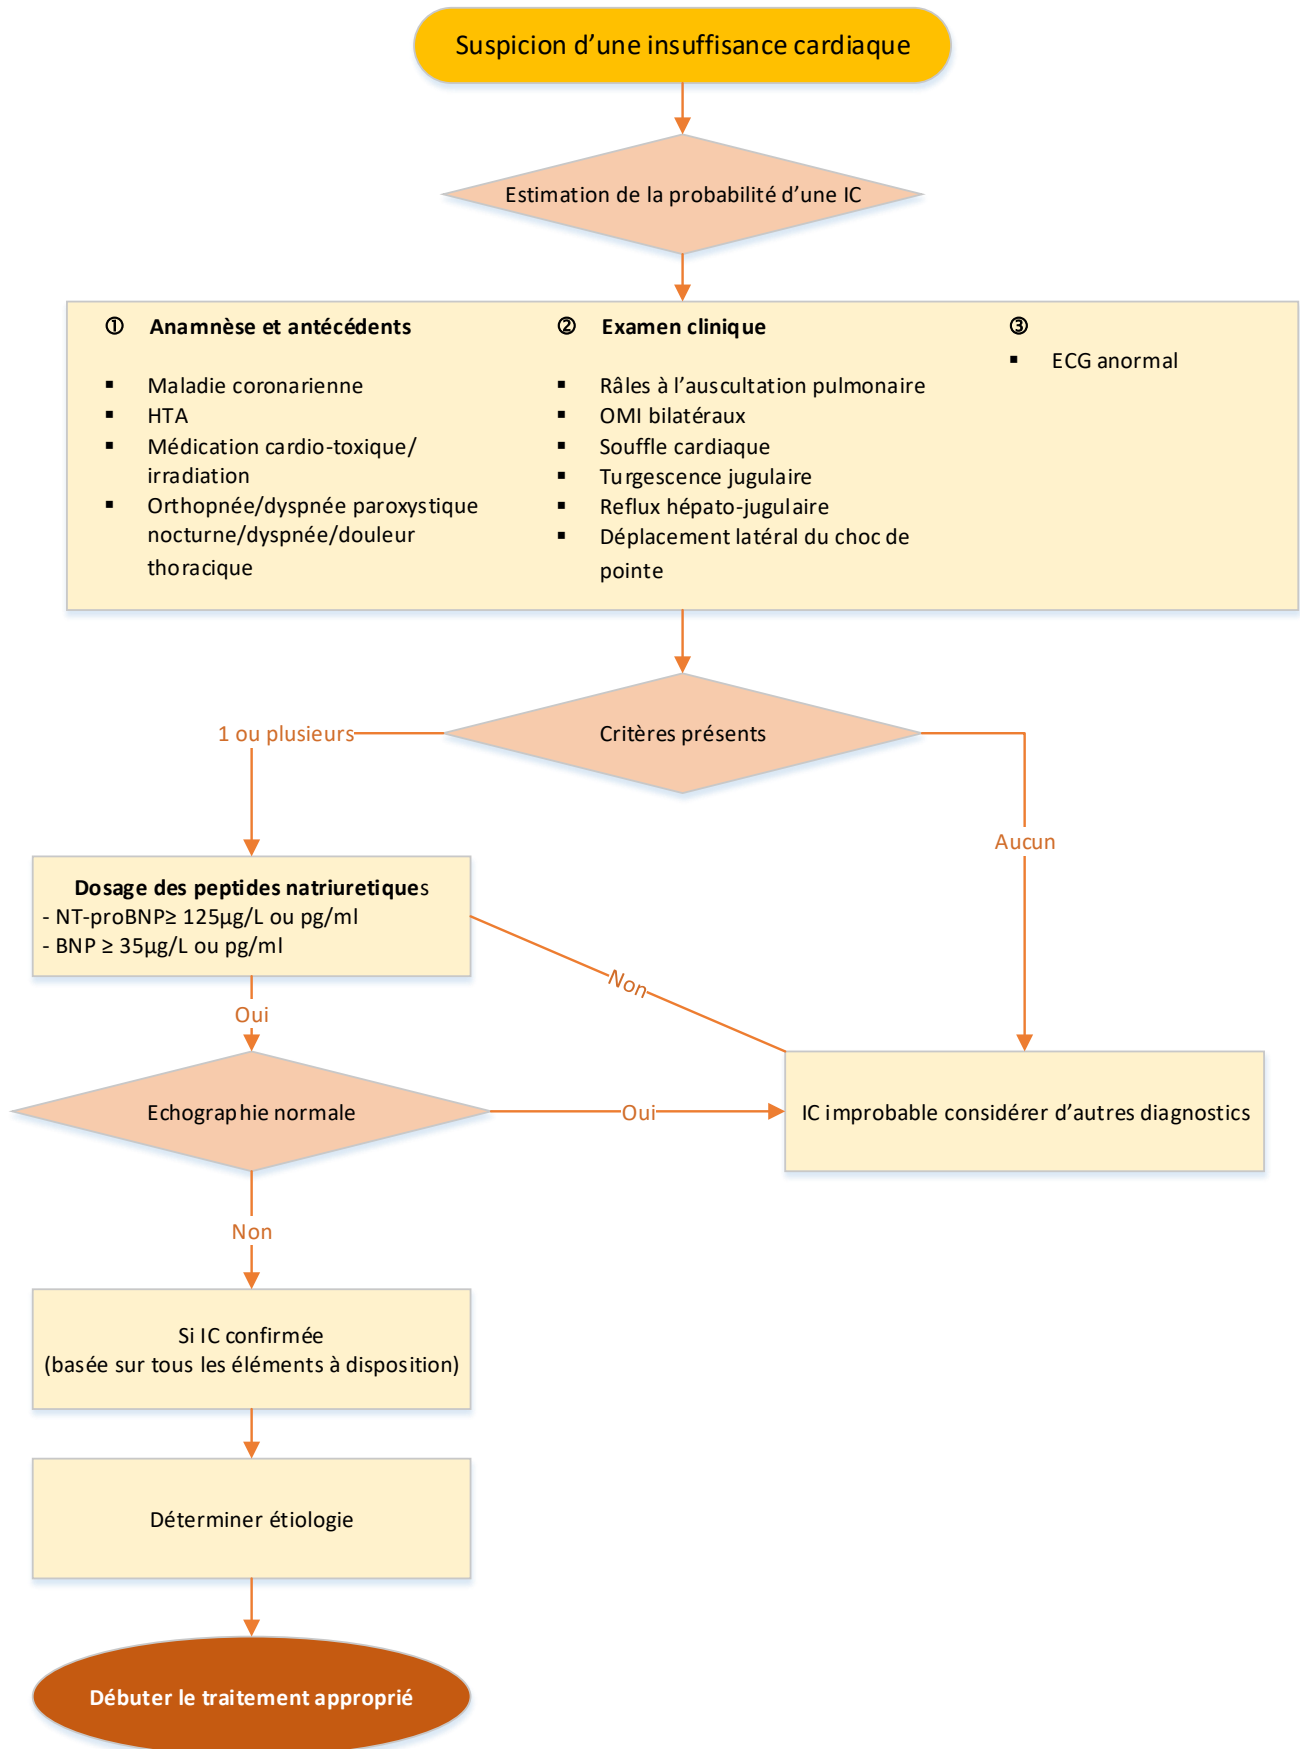 Suspicion d’une insuffisance cardiaque
Estimation de la probabilité d’une IC
① Anamnèse et antécédents
▪ Maladie coronarienne
▪ HTA
▪ Médication cardio-toxique/
irradiation
▪ Orthopnée/dyspnée paroxystique
nocturne/dyspnée/douleur
thoracique
② Examen clinique
▪ Râles à l’auscultation pulmonaire
▪ OMI bilatéraux
▪ Souffle cardiaque
▪ Turgescence jugulaire
▪ Reflux hépato-jugulaire
▪ Déplacement latéral du choc de
pointe
③
▪ ECG anormal
Critères présents
1 ou plusieurs
Aucun
Dosage des peptides natriuretiques
- NT-proBNP≥ 125µg/L ou pg/ml
- BNP ≥ 35µg/L ou pg/ml
Non
Oui
Echographie normale
Oui
IC improbable considérer d’autres diagnostics
Non
Si IC confirmée
(basée sur tous les éléments à disposition)
Déterminer étiologie
Débuter le traitement approprié